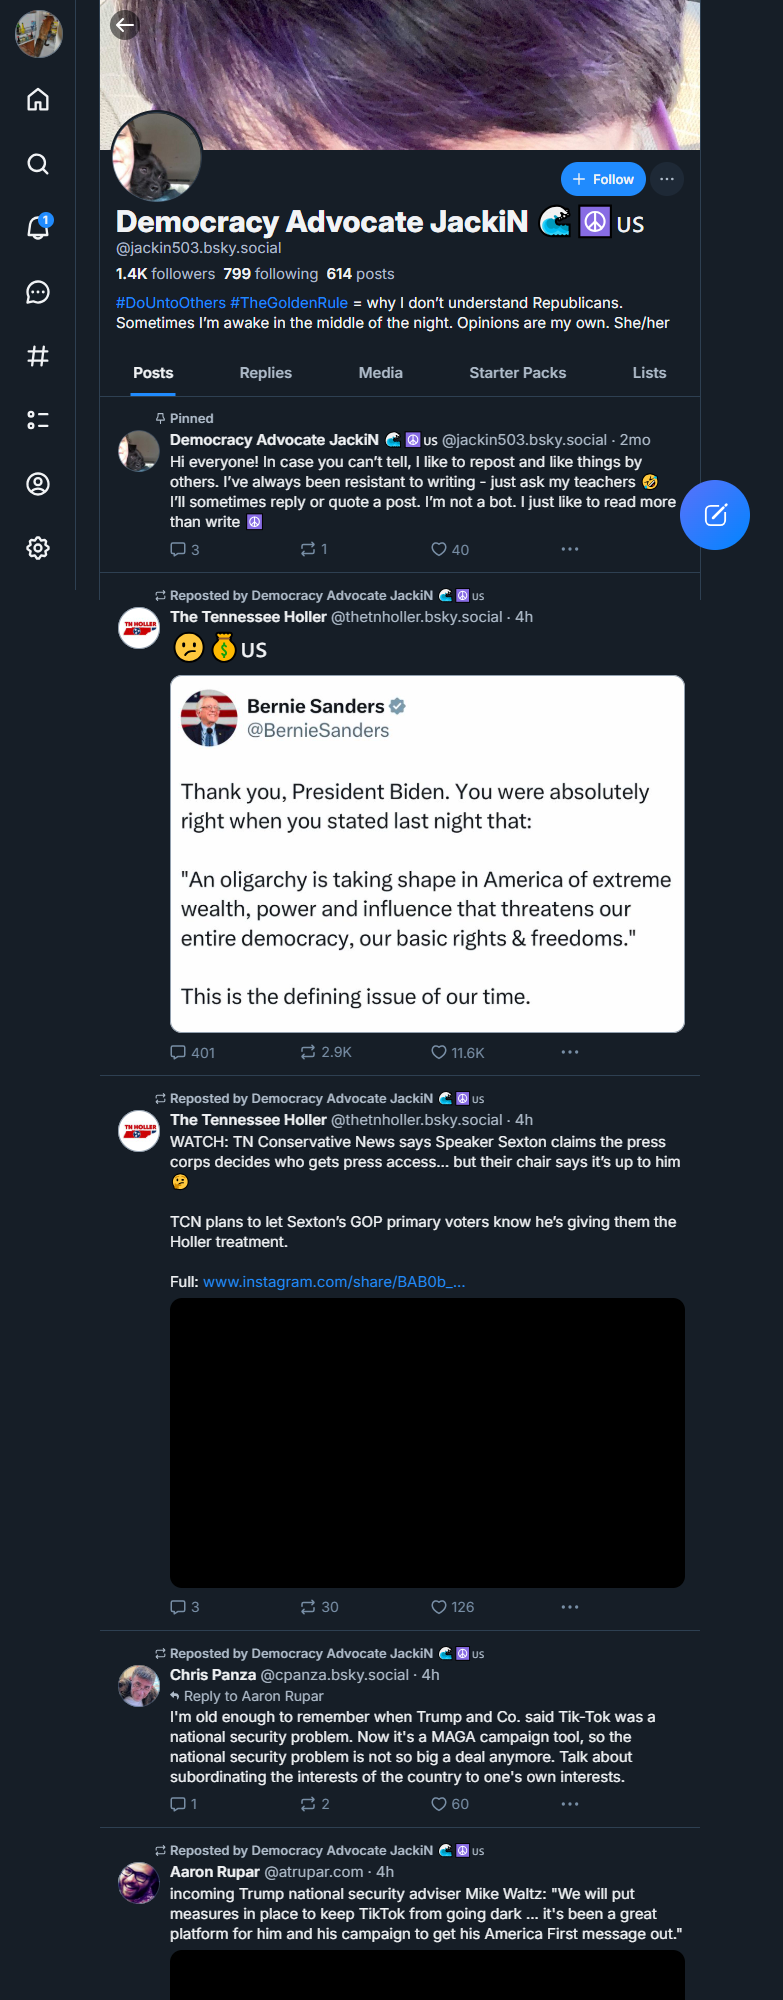 + Follow
Democracy Advocate JackiN 🌊☮️US
@jackin503.bsky.social
1.4K followers 799 following 614 posts
#DoUntoOthers #TheGoldenRule = why I don't understand Republicans.
Sometimes I'm awake in the middle of the night. Opinions are my own. She/her
Posts Replies Media Starter Packs Lists
1
Pinned
Democracy Advocate JackiN 🌊☮️US @jackin503.bsky.social · 2mo
Hi everyone! In case you can't tell, I like to repost and like things by
others. I've always been resistant to writing - just ask my teachers 🤣
I'll sometimes reply or quote a post. I'm not a bot. I just like to read more
than write ☮️
3 1 40
Reposted by Democracy Advocate JackiN 🌊☮️US
TN HOLLER
The Tennessee Holler @thetnholler.bsky.social · 4h
🫤💰US
Bernie Sanders
@BernieSanders
Thank you, President Biden. You were absolutely
right when you stated last night that:
"An oligarchy is taking shape in America of extreme
wealth, power and influence that threatens our
entire democracy, our basic rights & freedoms."
This is the defining issue of our time.
401 2.9K 11.6K
Reposted by Democracy Advocate JackiN 🌊☮️US
TN HOLLER
The Tennessee Holler @thetnholler.bsky.social · 4h
WATCH: TN Conservative News says Speaker Sexton claims the press
corps decides who gets press access... but their chair says it's up to him
🤔
TCN plans to let Sexton's GOP primary voters know he's giving them the
Holler treatment.
Full: www.instagram.com/share/BAB0b_...
3 30 126
Reposted by Democracy Advocate JackiN 🌊☮️US
Chris Panza @cpanza.bsky.social · 4h
Reply to Aaron Rupar
I'm old enough to remember when Trump and Co. said Tik-Tok was a
national security problem. Now it's a MAGA campaign tool, so the
national security problem is not so big a deal anymore. Talk about
subordinating the interests of the country to one's own interests.
1 2 60
Reposted by Democracy Advocate JackiN 🌊☮️US
Aaron Rupar @atrupar.com · 4h
incoming Trump national security adviser Mike Waltz: "We will put
measures in place to keep TikTok from going dark ... it's been a great
platform for him and his campaign to get his America First message out."